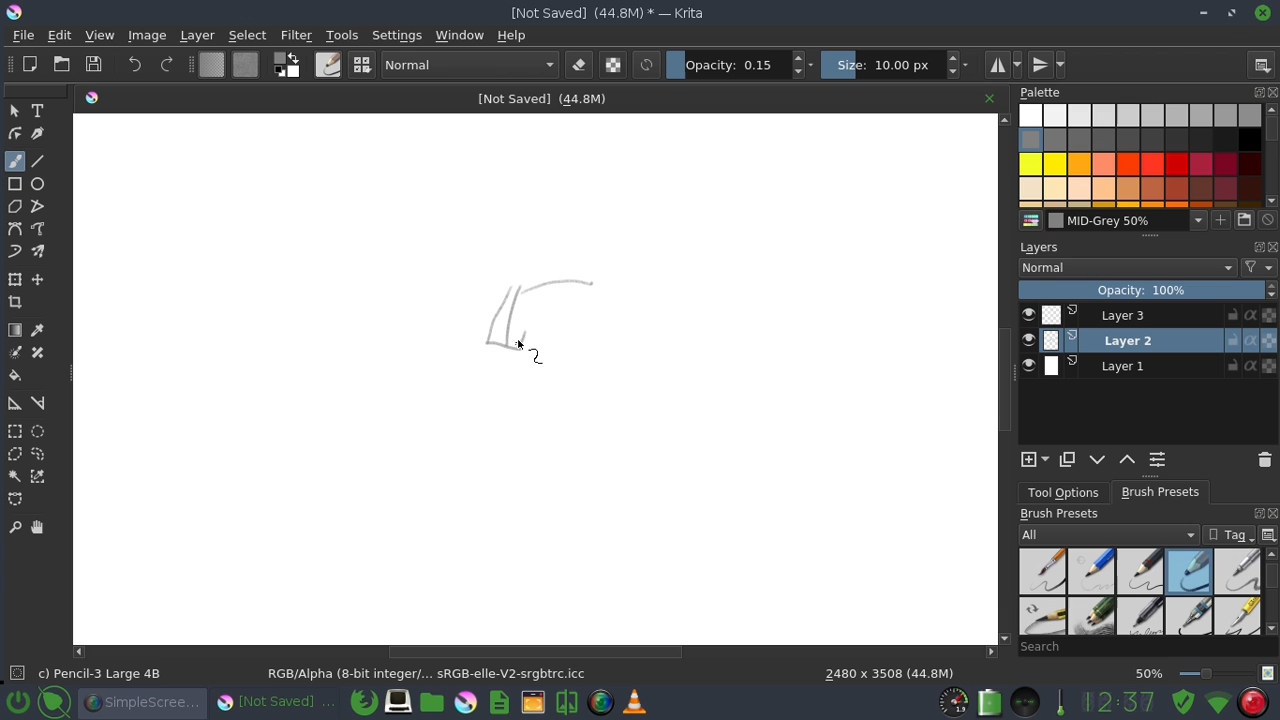 [Not Saved]  (44.8M) * — Krita
File Edit View Image Layer Select Filter Tools Settings Window Help
Normal Opacity: 0.15 Size: 10.00 px
[Not Saved]  (44.8M)
Palette
MID-Grey 50%
Layers
Normal
Opacity: 100%
Layer 3
Layer 2
Layer 1
Tool Options Brush Presets
Brush Presets
All Tag
Search
c) Pencil-3 Large 4B RGB/Alpha (8-bit integer/... sRGB-elle-V2-srgbtrc.icc 2480 x 3508 (44.8M) 50%
SimpleScree... [Not Saved] ... 1.9 12:37